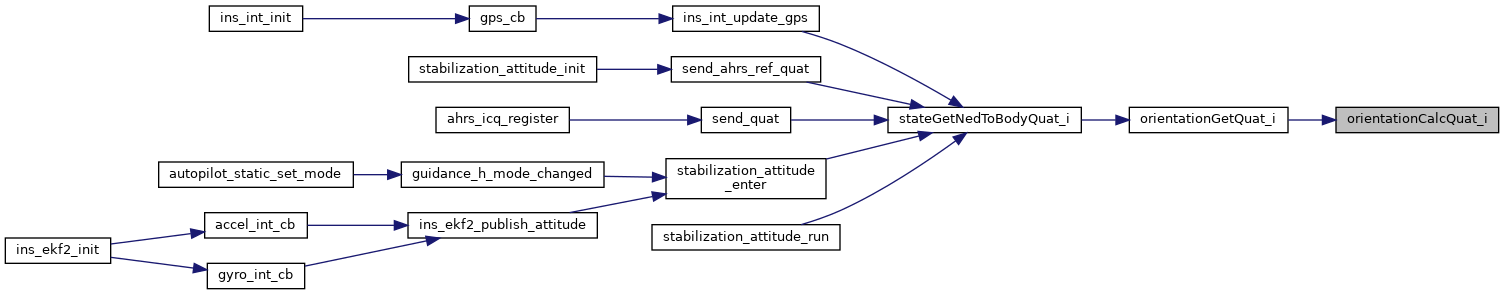 ins_int_init
gps_cb
ins_int_update_gps
stabilization_attitude_init
send_ahrs_ref_quat
ahrs_icq_register
send_quat
stateGetNedToBodyQuat_i
orientationGetQuat_i
orientationCalcQuat_i
autopilot_static_set_mode
guidance_h_mode_changed
stabilization_attitude
_enter
ins_ekf2_init
accel_int_cb
ins_ekf2_publish_attitude
stabilization_attitude_run
gyro_int_cb